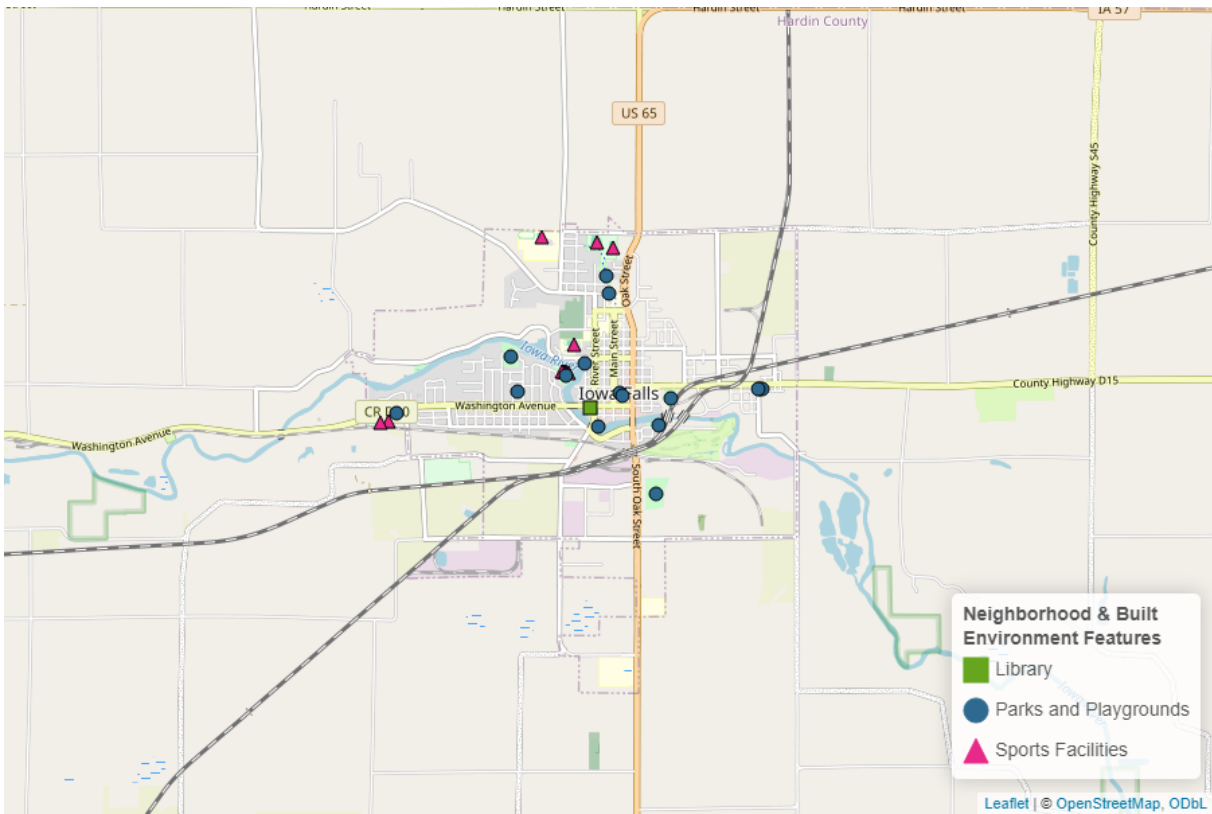 Hardin Street
Hardin Street
Hardin Street
Hardin Street
IA 57
Hardin County
US 65
County Highway S45
Oak Street
Iowa River
River Street
Main Street
Iowa Falls
County Highway D15
CR D20
Washington Avenue
Washington Avenue
South Oak Street
Neighborhood & Built
Environment Features
Library
Parks and Playgrounds
Sports Facilities
Leaflet | © OpenStreetMap, ODbL